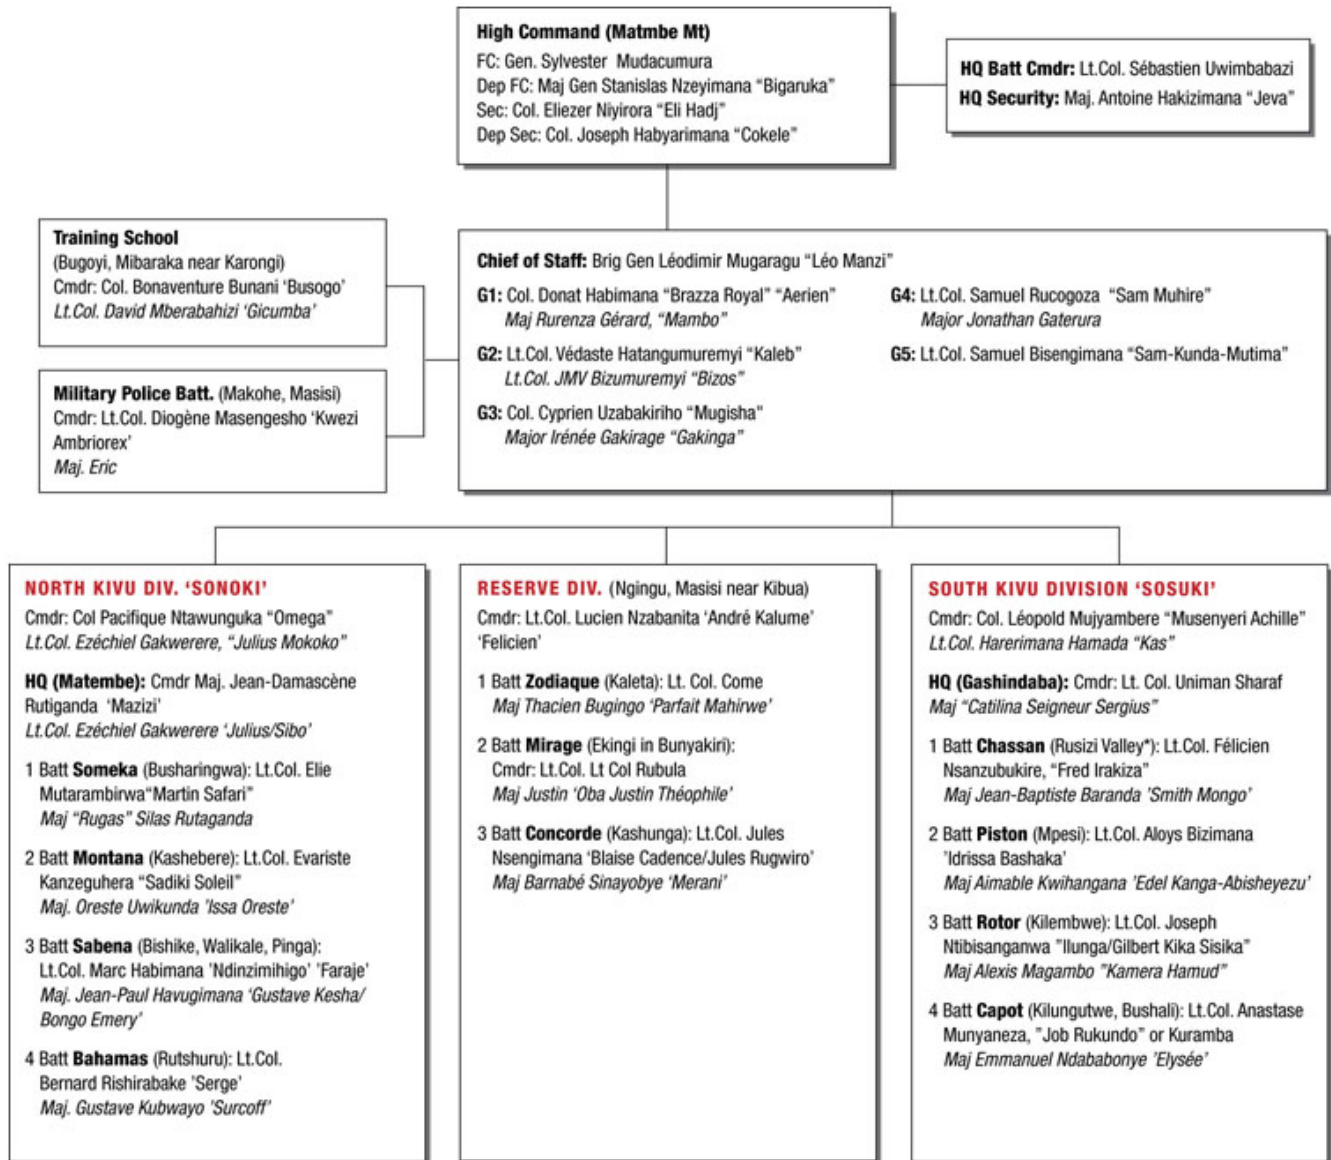 High Command (Matmbe Mt)
FC: Gen. Sylvester Mudacumura
Dep FC: Maj Gen Stanislas Nzeyimana “Bigaruka”
Sec: Col. Eliezer Niyirora “Eli Hadj”
Dep Sec: Col. Joseph Habyarimana “Cokele”
HQ Batt Cmdr: Lt.Col. Sébastien Uwimbabazi
HQ Security: Maj. Antoine Hakizimana “Jeva”
Training School
(Bugoyi, Mibaraka near Karongi)
Cmdr: Col. Bonaventure Bunani ‘Busogo’
Lt.Col. David Mberabahizi ‘Gicumba’
Military Police Batt. (Makohe, Masisi)
Cmdr: Lt.Col. Diogène Masengesho ‘Kwezi
Ambriorex’
Maj. Eric
Chief of Staff: Brig Gen Léodimir Mugaragu “Léo Manzi”
G1: Col. Donat Habimana “Brazza Royal” “Aerien”
Maj Rurenza Gérard, “Mambo”
G2: Lt.Col. Védaste Hatangumuremyi “Kaleb”
Lt.Col. JMV Bizumuremyi “Bizos”
G3: Col. Cyprien Uzabakiriho “Mugisha”
Major Irénée Gakirage “Gakinga”
G4: Lt.Col. Samuel Rucogoza “Sam Muhire”
Major Jonathan Gaterura
G5: Lt.Col. Samuel Bisengimana “Sam-Kunda-Mutima”
NORTH KIVU DIV. ‘SONOKI’
Cmdr: Col Pacifique Ntawunguka “Omega”
Lt.Col. Ezéchiel Gakwerere, “Julius Mokoko”
HQ (Matembe): Cmdr Maj. Jean-Damascène
Rutiganda ‘Mazizi’
Lt.Col. Ezéchiel Gakwerere ‘Julius/Sibo’
1 Batt Someka (Busharingwa): Lt.Col. Elie
Mutarambirwa“Martin Safari”
Maj “Rugas” Silas Rutaganda
2 Batt Montana (Kashebere): Lt.Col. Evariste
Kanzeguhera “Sadiki Soleil”
Maj. Oreste Uwikunda ’Issa Oreste’
3 Batt Sabena (Bishike, Walikale, Pinga):
Lt.Col. Marc Habimana ’Ndinzimihigo’ ’Faraje’
Maj. Jean-Paul Havugimana ‘Gustave Kesha/
Bongo Emery’
4 Batt Bahamas (Rutshuru): Lt.Col.
Bernard Rishirabake ’Serge’
Maj. Gustave Kubwayo ’Surcoff’
RESERVE DIV. (Ngingu, Masisi near Kibua)
Cmdr: Lt.Col. Lucien Nzabanita ‘André Kalume’
‘Felicien’
1 Batt Zodiaque (Kaleta): Lt. Col. Come
Maj Thacien Bugingo ‘Parfait Mahirwe’
2 Batt Mirage (Ekingi in Bunyakiri):
Cmdr: Lt.Col. Lt Col Rubula
Maj Justin ‘Oba Justin Théophile’
3 Batt Concorde (Kashunga): Lt.Col. Jules
Nsengimana ‘Blaise Cadence/Jules Rugwiro’
Maj Barnabé Sinayobye ‘Merani’
SOUTH KIVU DIVISION ‘SOSUKI’
Cmdr: Col. Léopold Mujyambere “Musenyeri Achille”
Lt.Col. Harerimana Hamada “Kas”
HQ (Gashindaba): Cmdr: Lt. Col. Uniman Sharaf
Maj “Catilina Seigneur Sergius”
1 Batt Chassan (Rusizi Valley*): Lt.Col. Félicien
Nsanzubukire, “Fred Irakiza”
Maj Jean-Baptiste Baranda ’Smith Mongo’
2 Batt Piston (Mpesi): Lt.Col. Aloys Bizimana
’Idrissa Bashaka’
Maj Aimable Kwihangana ’Edel Kanga-Abisheyezu’
3 Batt Rotor (Kilembwe): Lt.Col. Joseph
Ntibisanganwa ”Ilunga/Gilbert Kika Sisika”
Maj Alexis Magambo ”Kamera Hamud”
4 Batt Capot (Kilungutwe, Bushali): Lt.Col. Anastase
Munyaneza, ”Job Rukundo” or Kuramba
Maj Emmanuel Ndababonye ’Elysée’